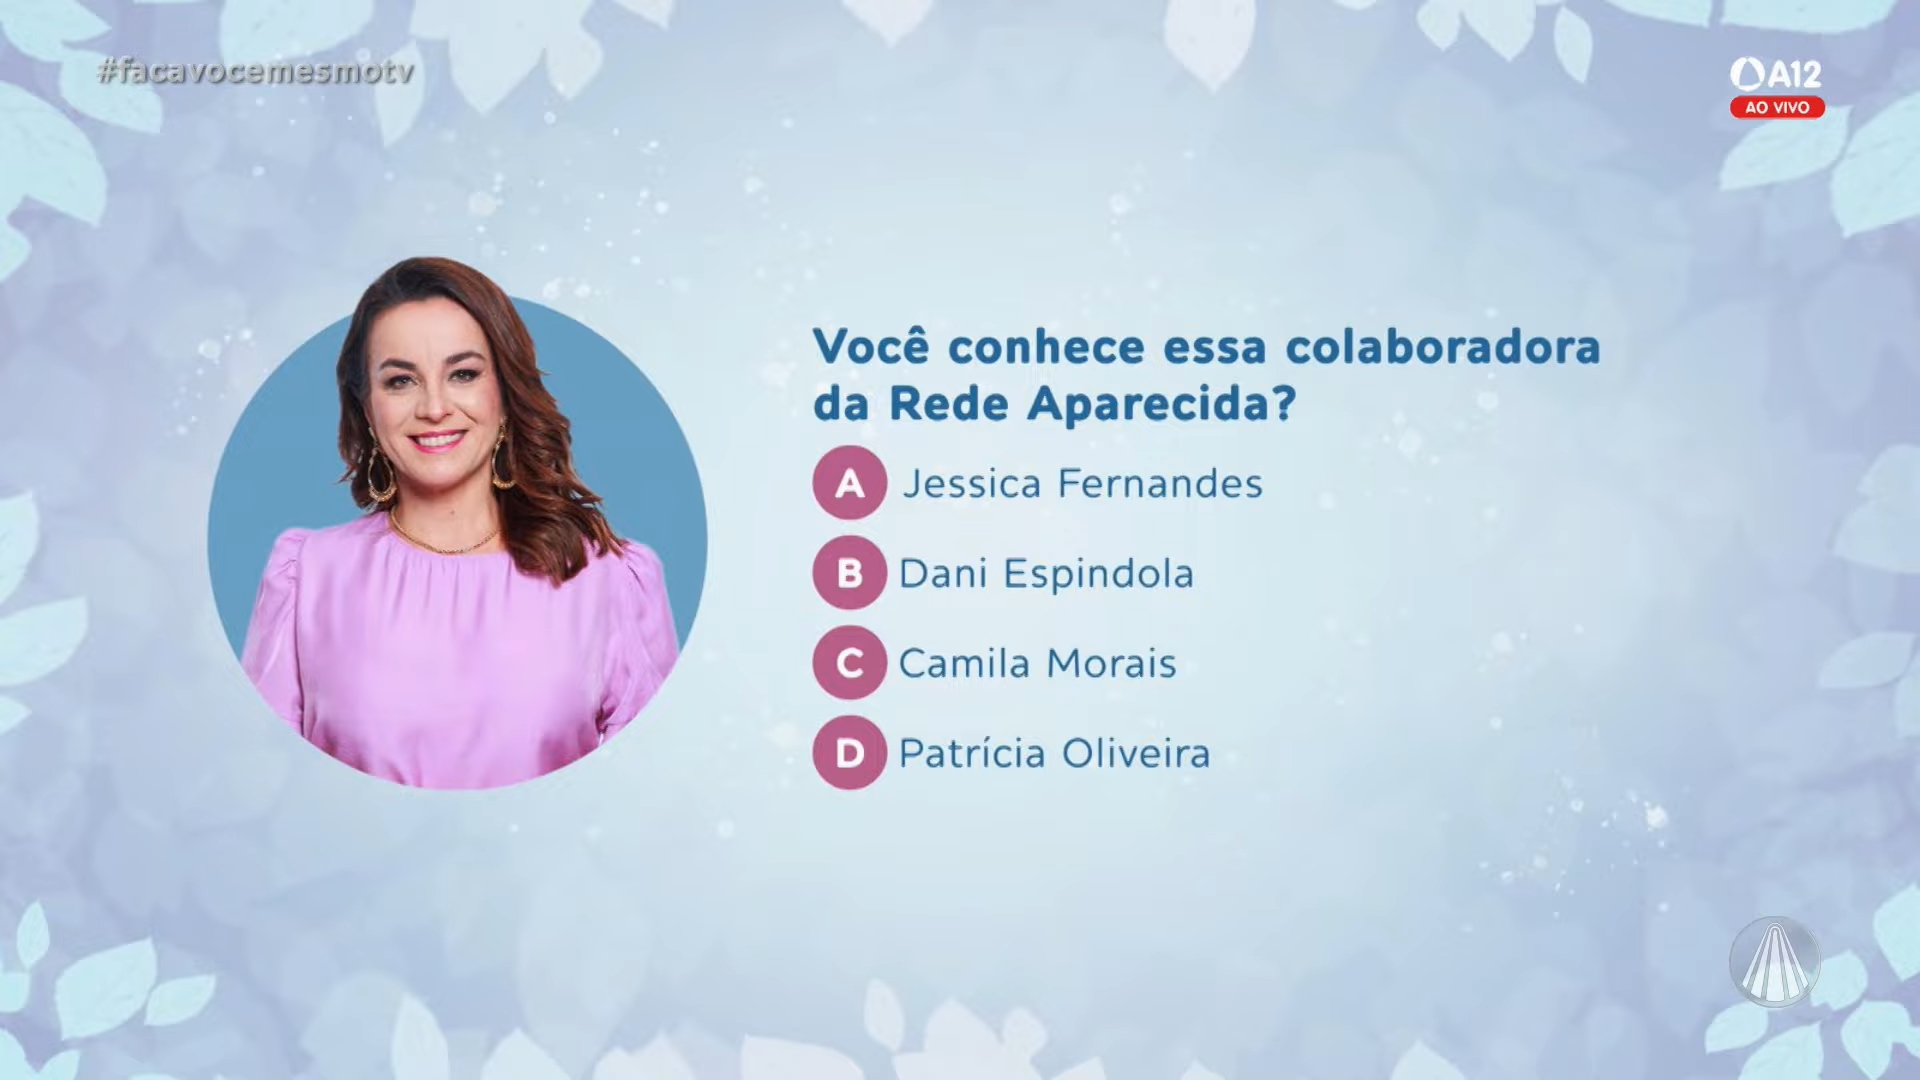 #facavocemesmotv
A12
AO VIVO
Você conhece essa colaboradora
da Rede Aparecida?
A Jessica Fernandes
B Dani Espindola
C Camila Morais
D Patrícia Oliveira